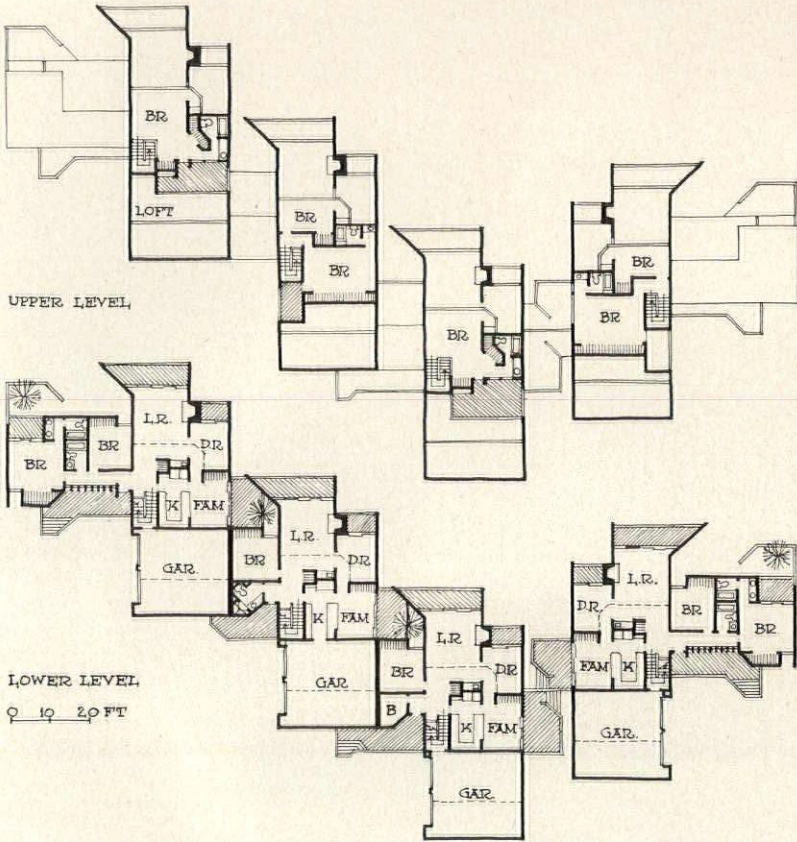 BR
LOFT
BR
BR
BR
BR
BR
UPPER LEVEL
L.R.
BR
D.R.
BR
K
FAM
GAR.
L.R.
BR
D.R.
K
FAM
GAR.
L.R.
BR
D.R.
B
K
FAM
GAR.
L.R.
D.R.
BR
BR
FAM
K
GAR.
LOWER LEVEL
0 10 20 FT